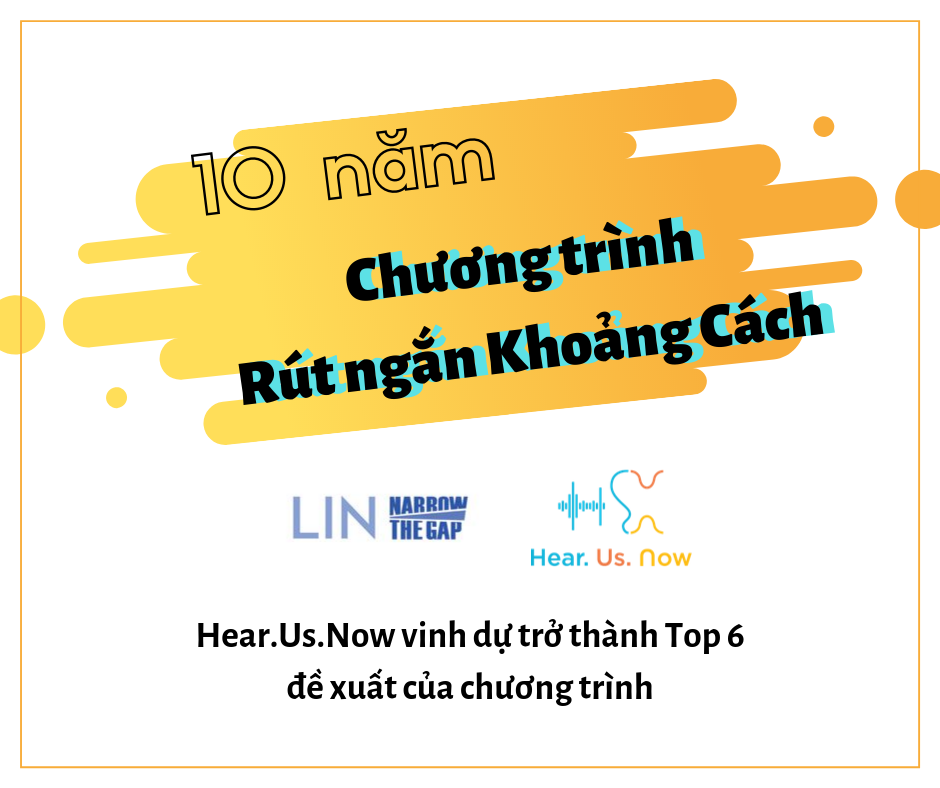 10 năm
Chương trình
Rút ngắn Khoảng Cách
LIN NARROW
THE GAP
Hear. Us. Now
Hear.Us.Now vinh dự trở thành Top 6
đề xuất của chương trình